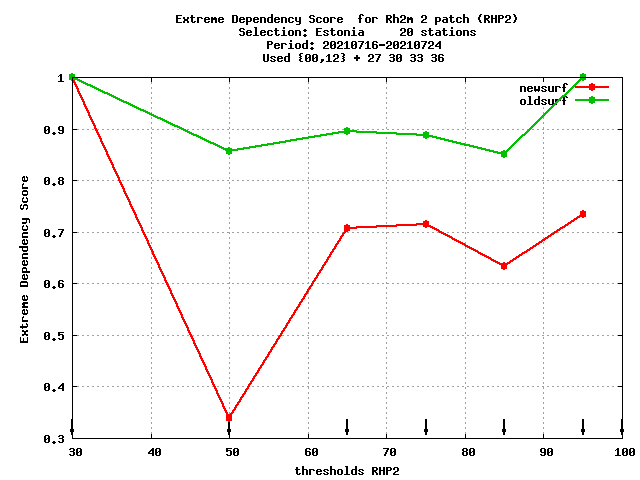 Extreme Dependency Score  for Rh2m 2 patch (RHP2)
Selection: Estonia     20 stations
Period: 20210716-20210724
Used {00,12} + 27 30 33 36
newsurf
oldsurf
1
0.9
0.8
0.7
0.6
0.5
0.4
0.3
Extreme Dependency Score
30 40 50 60 70 80 90 100
thresholds RHP2